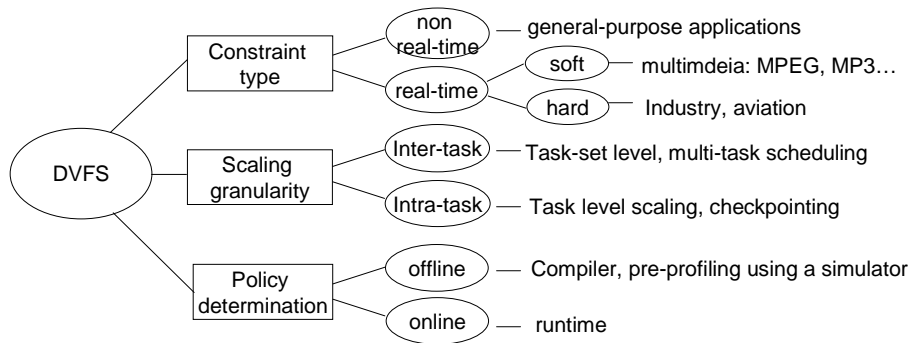 DVFS
Constraint
type
non
real-time
general-purpose applications
real-time
soft
multimdeia: MPEG, MP3…
hard
Industry, aviation
Scaling
granularity
Inter-task
Task-set level, multi-task scheduling
Intra-task
Task level scaling, checkpointing
Policy
determination
offline
Compiler, pre-profiling using a simulator
online
runtime